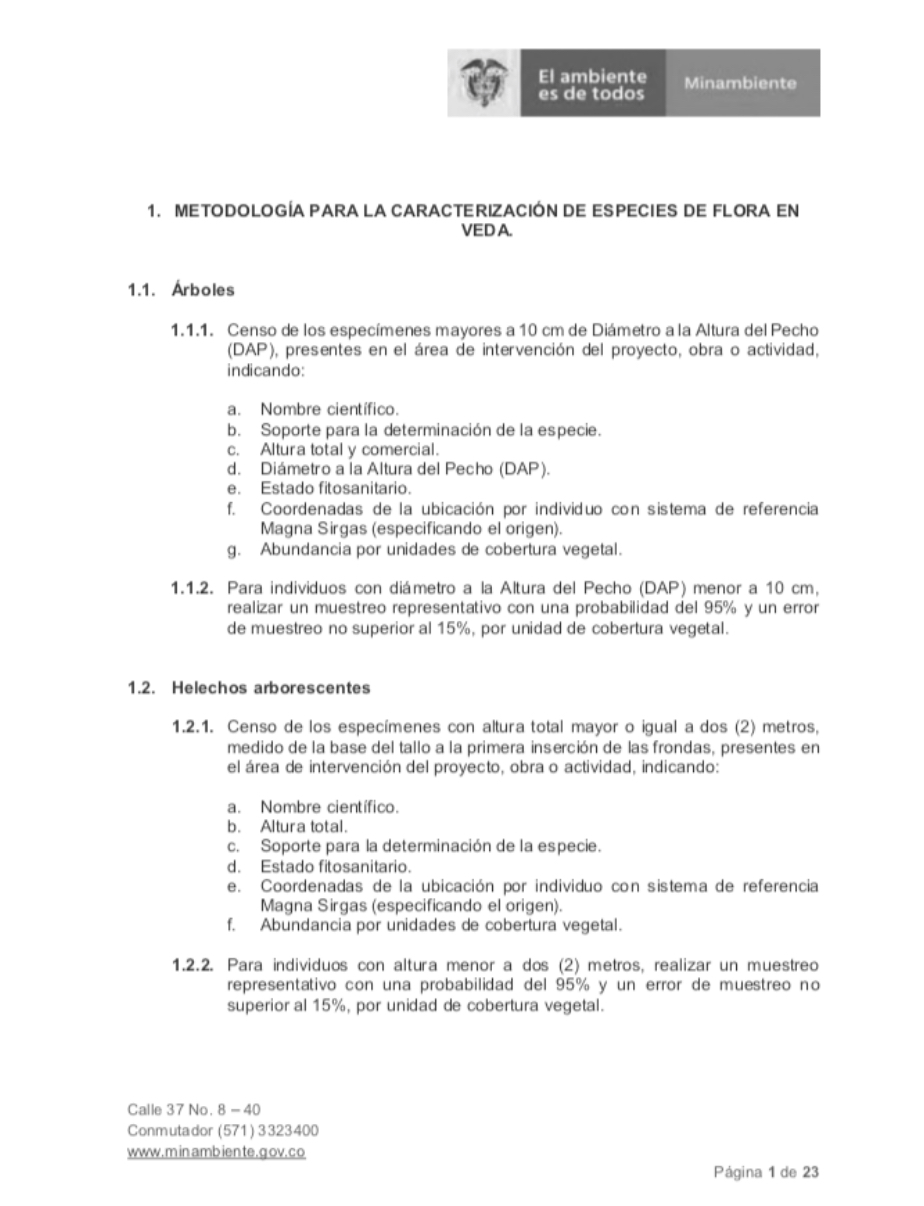 El ambiente
es de todos
Minambiente
1. METODOLOGÍA PARA LA CARACTERIZACIÓN DE ESPECIES DE FLORA EN
VEDA.
1.1. Árboles
1.1.1. Censo de los especímenes mayores a 10 cm de Diámetro a la Altura del Pecho
(DAP), presentes en el área de intervención del proyecto, obra o actividad,
indicando:
a. Nombre científico.
b. Soporte para la determinación de la especie.
c. Altura total y comercial.
d. Diámetro a la Altura del Pecho (DAP).
e. Estado fitosanitario.
f. Coordenadas de la ubicación por individuo con sistema de referencia
Magna Sirgas (especificando el origen).
g. Abundancia por unidades de cobertura vegetal.
1.1.2. Para individuos con diámetro a la Altura del Pecho (DAP) menor a 10 cm,
realizar un muestreo representativo con una probabilidad del 95% y un error
de muestreo no superior al 15%, por unidad de cobertura vegetal.
1.2. Helechos arborescentes
1.2.1. Censo de los especímenes con altura total mayor o igual a dos (2) metros,
medido de la base del tallo a la primera inserción de las frondas, presentes en
el área de intervención del proyecto, obra o actividad, indicando:
a. Nombre científico.
b. Altura total.
c. Soporte para la determinación de la especie.
d. Estado fitosanitario.
e. Coordenadas de la ubicación por individuo con sistema de referencia
Magna Sirgas (especificando el origen).
f. Abundancia por unidades de cobertura vegetal.
1.2.2. Para individuos con altura menor a dos (2) metros, realizar un muestreo
representativo con una probabilidad del 95% y un error de muestreo no
superior al 15%, por unidad de cobertura vegetal.
Calle 37 No. 8 – 40
Conmutador (571) 3323400
www.minambiente.gov.co
Página 1 de 23